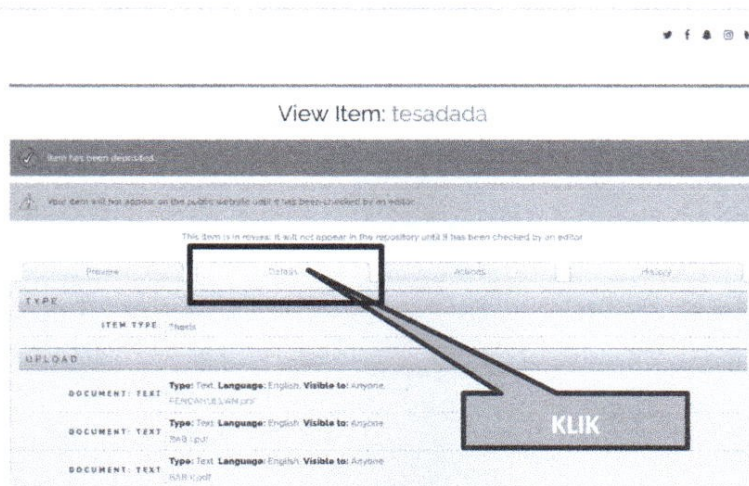 View Item: tesadada
Item has been deposited.
Your item will not appear on the public website until it has been checked by an editor.
This item is in review. It will not appear in the repository until it has been checked by an editor
Preview Details Actions History
TYPE
ITEM TYPE Thesis
UPLOAD
DOCUMENT: TEXT Type: Text Language: English Visible to: Anyone
PENDAHULUAN.pdf
DOCUMENT: TEXT Type: Text Language: English Visible to: Anyone
BAB I.pdf
DOCUMENT: TEXT Type: Text Language: English Visible to: Anyone
KLIK